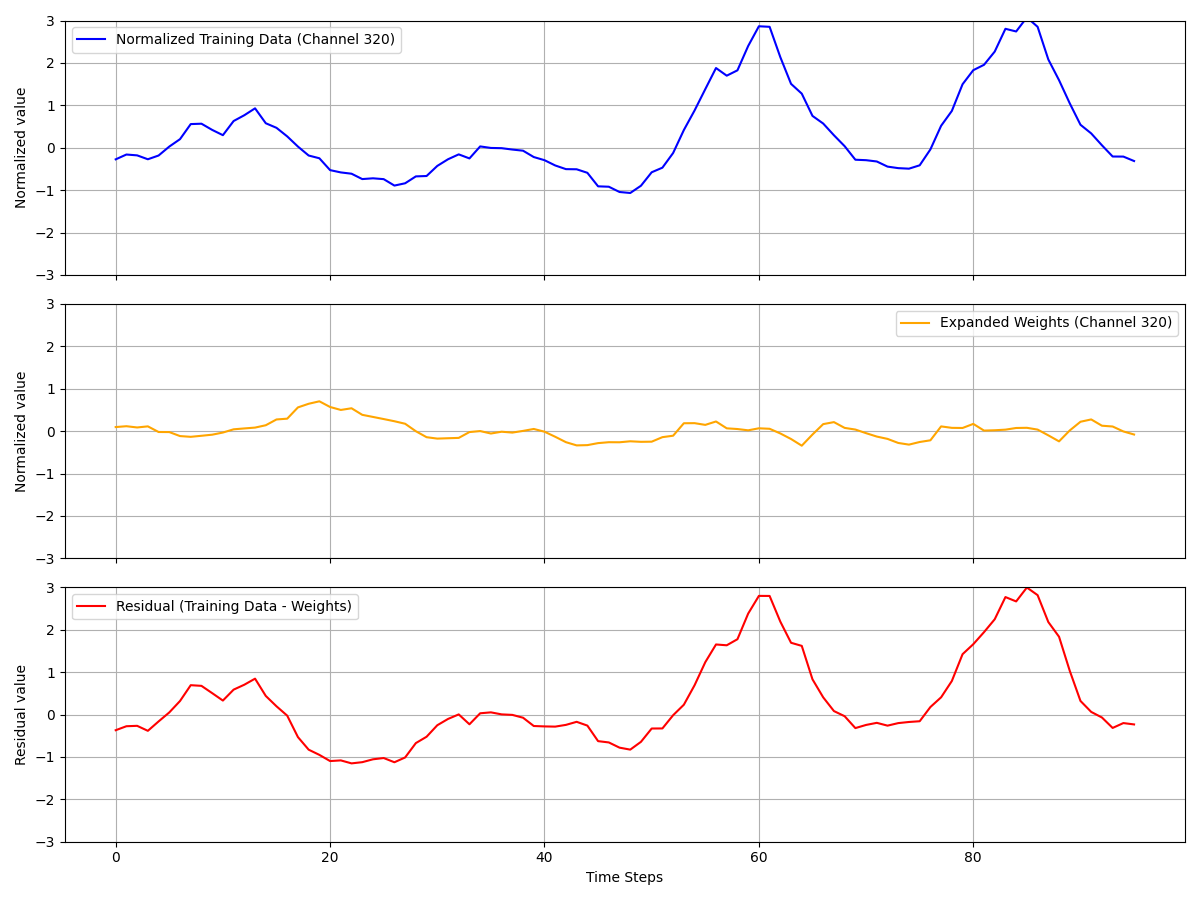 3
Normalized Training Data (Channel 320)
2
1
0
−1
−2
−3
Normalized value
3
Expanded Weights (Channel 320)
2
1
0
−1
−2
−3
Normalized value
3
Residual (Training Data - Weights)
2
1
0
−1
−2
−3
Residual value
0 20 40 60 80
Time Steps